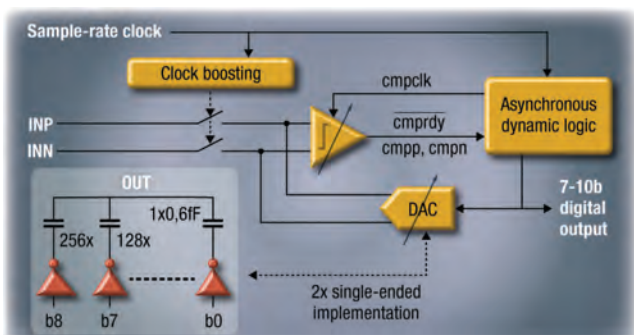 Sample-rate clock
Clock boosting
cmpclk
Asynchronous
dynamic logic
INP
INN
cmprdy
cmpp, cmpn
OUT
1x0,6fF
256x
128x
DAC
7-10b
digital
output
2x single-ended
implementation
b8
b7
b0